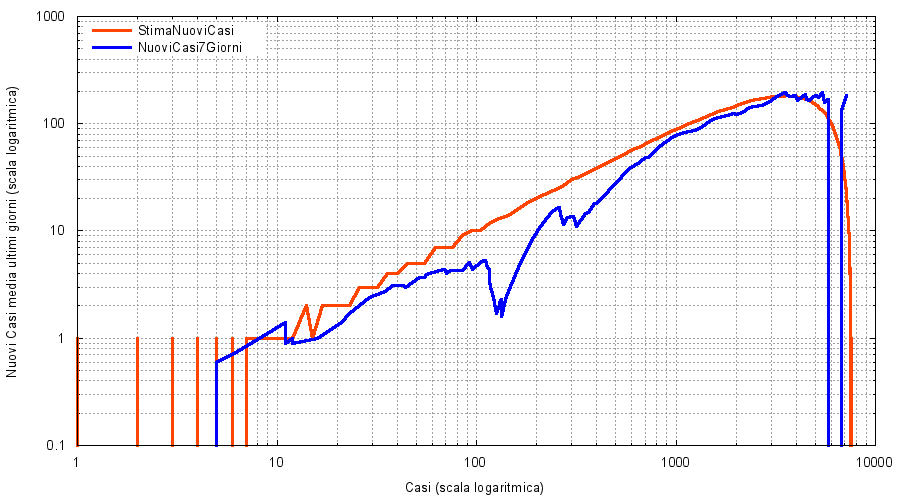 1000
StimaNuoviCasi
NuoviCasi7Giorni
100
10
1
0.1
Nuovi Casi media ultimi giorni (scala logaritmica)
1 10 100 1000 10000
Casi (scala logaritmica)